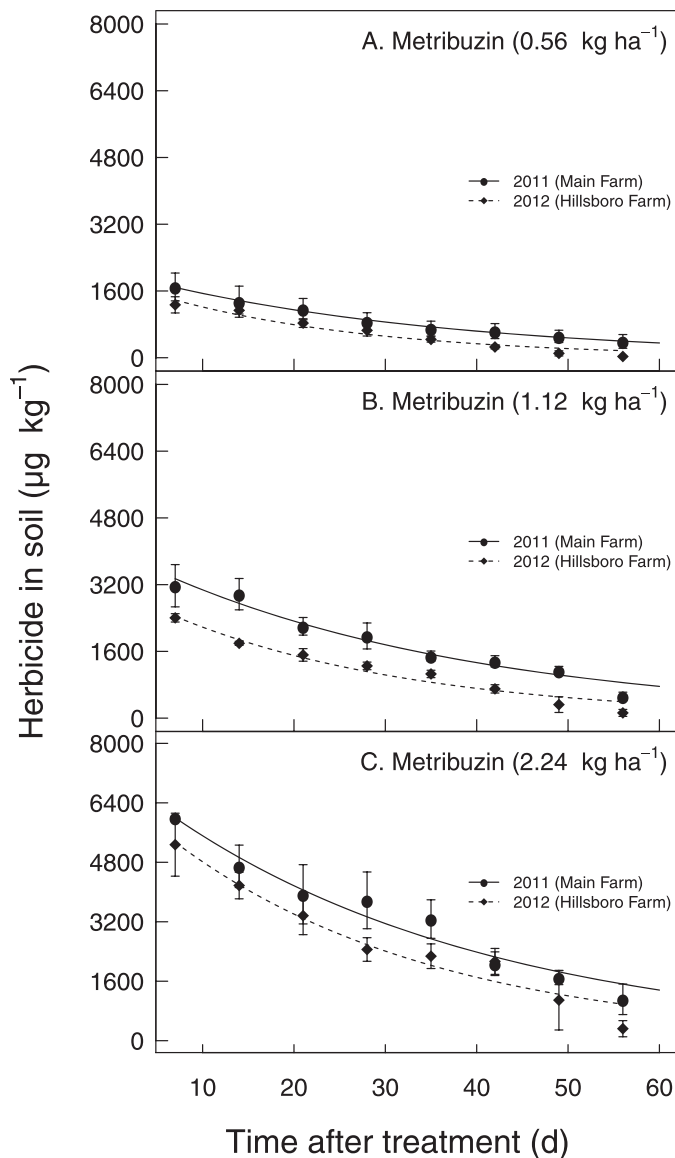 A. Metribuzin (0.56 kg ha⁻¹)
8000
6400
4800
3200
1600
0
2011 (Main Farm)
2012 (Hillsboro Farm)
B. Metribuzin (1.12 kg ha⁻¹)
8000
6400
4800
3200
1600
0
2011 (Main Farm)
2012 (Hillsboro Farm)
C. Metribuzin (2.24 kg ha⁻¹)
8000
6400
4800
3200
1600
0
2011 (Main Farm)
2012 (Hillsboro Farm)
Herbicide in soil (µg kg⁻¹)
10 20 30 40 50 60
Time after treatment (d)